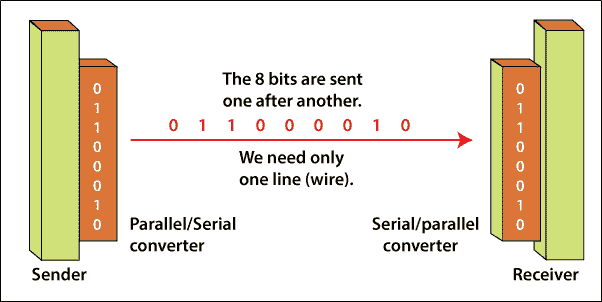 The 8 bits are sent
one after another.
0 1 1 0 0 0 0 1 0
We need only
one line (wire).
0
1
1
0
0
0
1
0
Parallel/Serial
converter
Sender
0
1
1
0
0
0
1
0
Serial/parallel
converter
Receiver